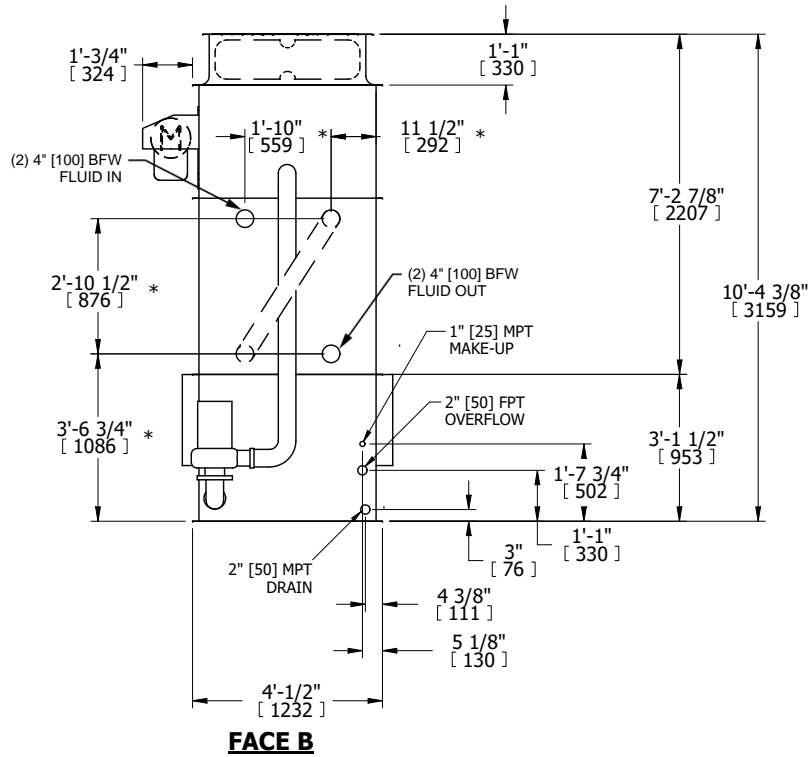 1'-3/4"
[ 324 ]
1'-1"
[ 330 ]
1'-10" *
[ 559 ]
11 1/2" *
[ 292 ]
M
(2) 4" [100] BFW
FLUID IN
7'-2 7/8"
[ 2207 ]
2'-10 1/2" *
[ 876 ]
(2) 4" [100] BFW
FLUID OUT
10'-4 3/8"
[ 3159 ]
1" [25] MPT
MAKE-UP
2" [50] FPT
OVERFLOW
3'-6 3/4" *
[ 1086 ]
3'-1 1/2"
[ 953 ]
1'-7 3/4"
[ 502 ]
1'-1"
[ 330 ]
3"
[ 76 ]
2" [50] MPT
DRAIN
4 3/8"
[ 111 ]
5 1/8"
[ 130 ]
4'-1/2"
[ 1232 ]
FACE B